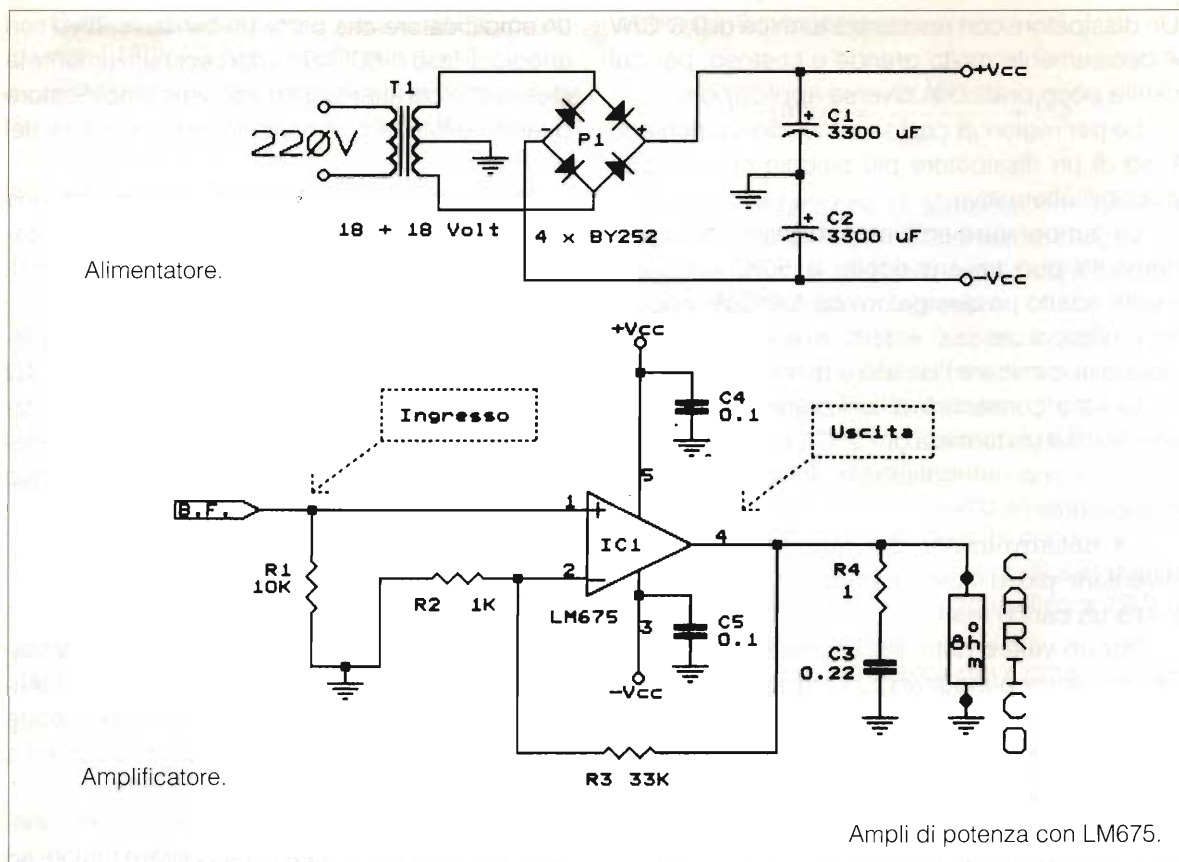 T1
220V
P1
+
18 + 18 Volt
4 x BY252
+
C1
3300 uF
+
C2
3300 uF
+Vcc
-Vcc
Alimentatore.
+Vcc
C4
0.1
Ingresso
Uscita
5
B.F.
1
+
IC1
4
2
-
LM675
3
R1
10K
R2 1K
C5
0.1
-Vcc
R4
1
C3
0.22
8ohm
CARICO
R3 33K
Amplificatore.
Ampli di potenza con LM675.